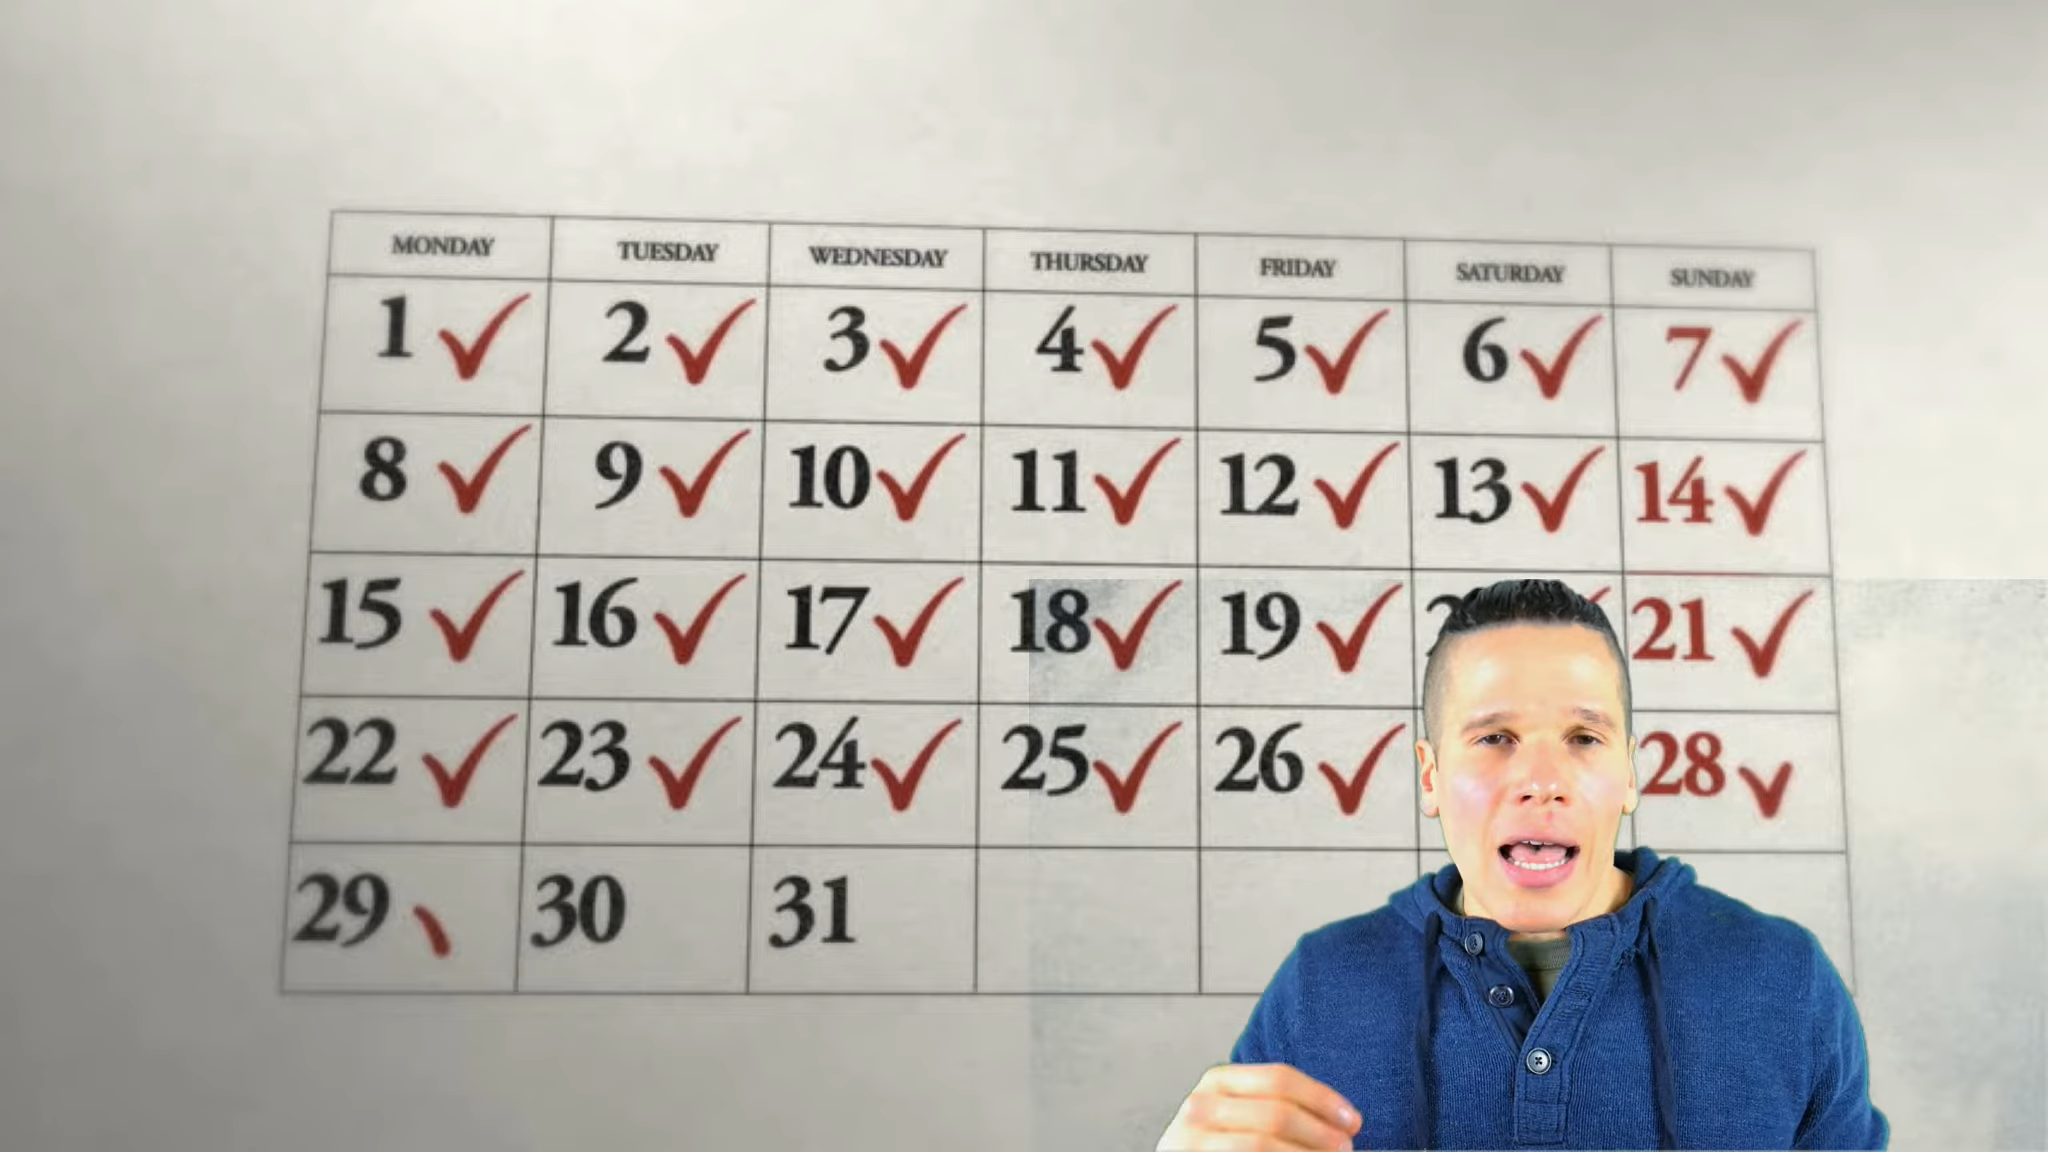 MONDAY TUESDAY WEDNESDAY THURSDAY FRIDAY SATURDAY SUNDAY
1 2 3 4 5 6 7
8 9 10 11 12 13 14
15 16 17 18 19 21
22 23 24 25 26 28
29 30 31